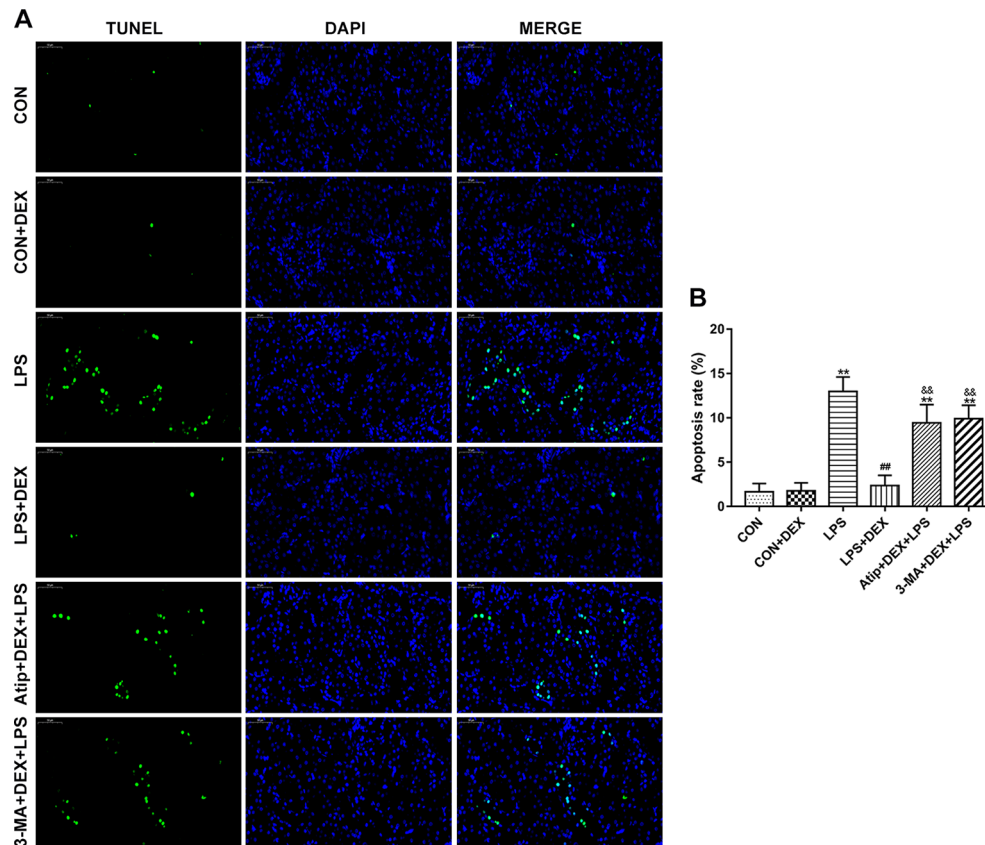 A
TUNEL DAPI MERGE
CON
CON+DEX
LPS
LPS+DEX
Atip+DEX+LPS
3-MA+DEX+LPS
B
Apoptosis rate (%)
20
15
10
5
0
**
##
&&
**
&&
**
CON
CON+DEX
LPS
LPS+DEX
Atip+DEX+LPS
3-MA+DEX+LPS